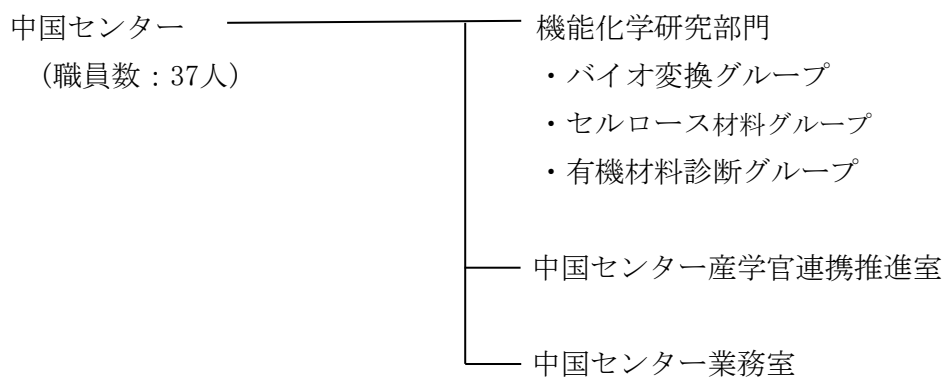 中国センター 機能化学研究部門
(職員数:37人) ・バイオ変換グループ
・セルロース材料グループ
・有機材料診断グループ
中国センター産学官連携推進室
中国センター業務室